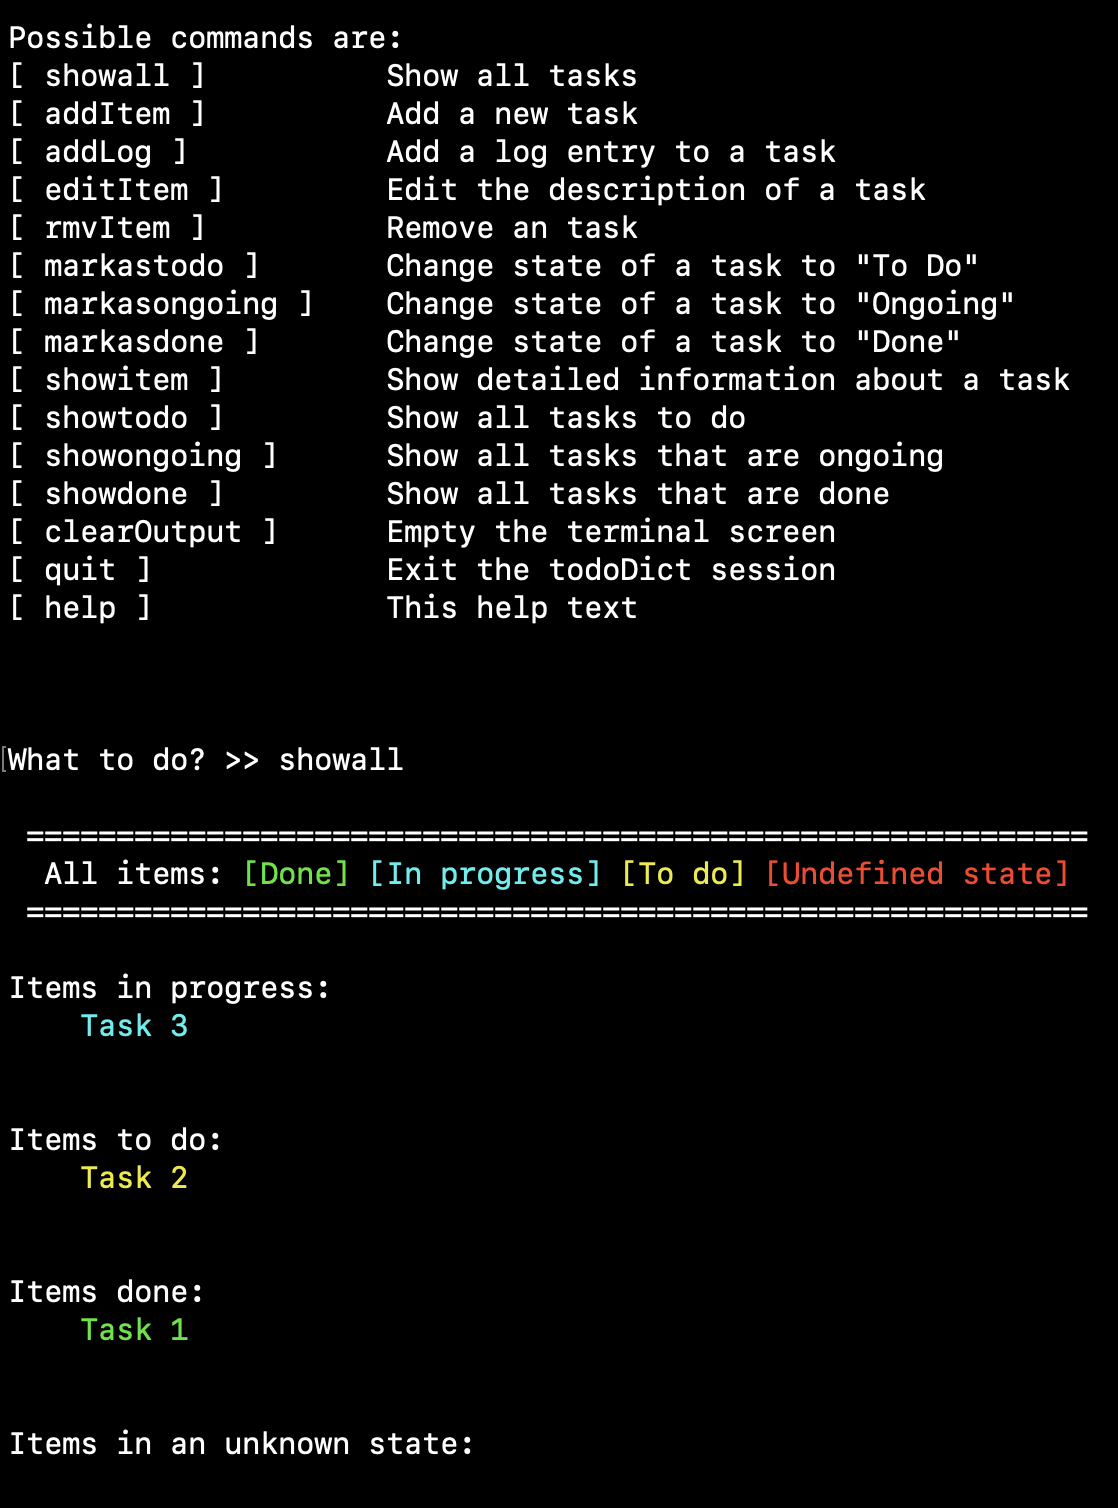 Possible commands are:
[ showall ]          Show all tasks
[ addItem ]          Add a new task
[ addLog ]           Add a log entry to a task
[ editItem ]         Edit the description of a task
[ rmvItem ]          Remove an task
[ markastodo ]       Change state of a task to "To Do"
[ markasongoing ]    Change state of a task to "Ongoing"
[ markasdone ]       Change state of a task to "Done"
[ showitem ]         Show detailed information about a task
[ showtodo ]         Show all tasks to do
[ showongoing ]      Show all tasks that are ongoing
[ showdone ]         Show all tasks that are done
[ clearOutput ]      Empty the terminal screen
[ quit ]             Exit the todoDict session
[ help ]             This help text
What to do? >> showall
===========================================================
All items: [Done] [In progress] [To do] [Undefined state]
===========================================================
Items in progress:
    Task 3
Items to do:
    Task 2
Items done:
    Task 1
Items in an unknown state: